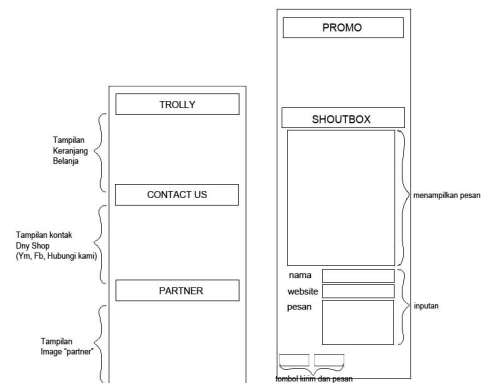 TROLLY
Tampilan
Keranjang
Belanja
CONTACT US
Tampilan kontak
Dny Shop
(Ym, Fb, Hubungi kami)
PARTNER
Tampilan
Image "partner"
PROMO
SHOUTBOX
menampilkan pesan
nama
website
pesan
inputan
tombol kirim dan pesan